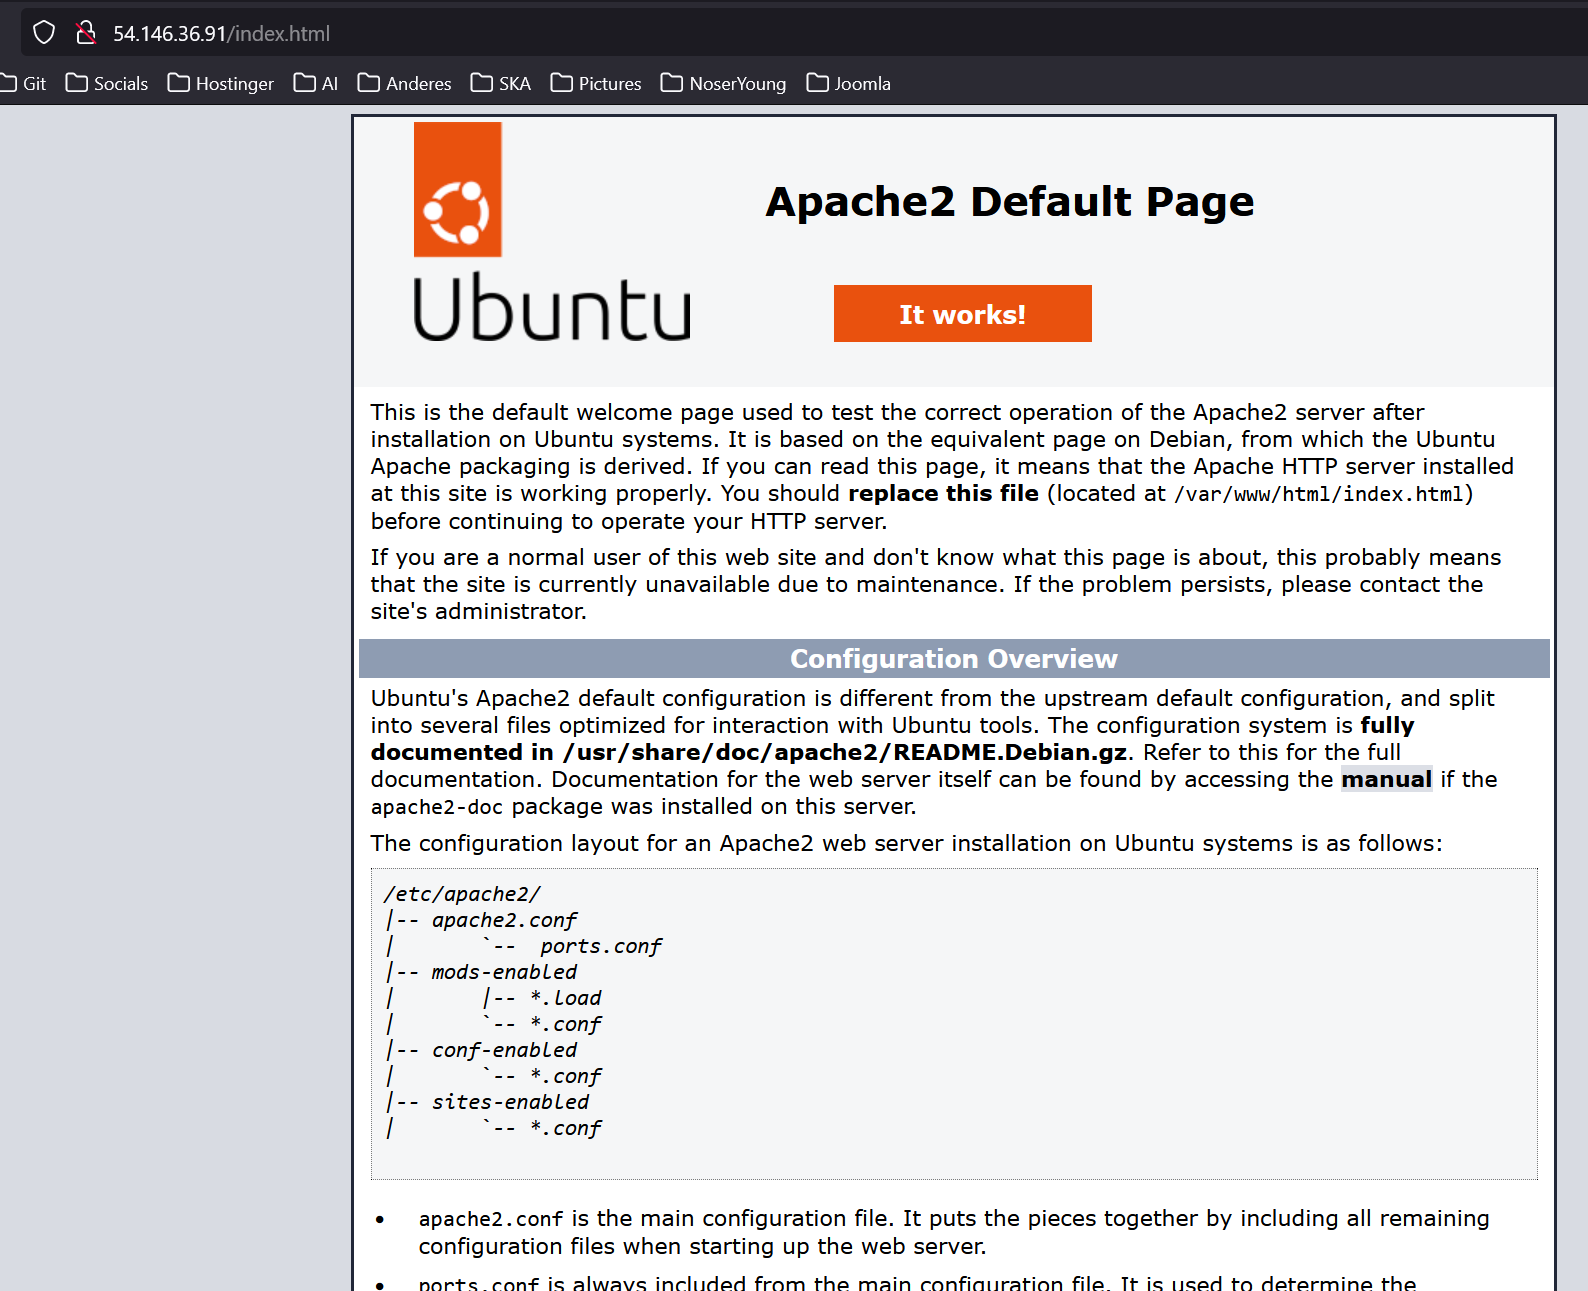 54.146.36.91/index.html
Git Socials Hostinger AI Anderes SKA Pictures NoserYoung Joomla
Ubuntu
Apache2 Default Page
It works!
This is the default welcome page used to test the correct operation of the Apache2 server after
installation on Ubuntu systems. It is based on the equivalent page on Debian, from which the Ubuntu
Apache packaging is derived. If you can read this page, it means that the Apache HTTP server installed
at this site is working properly. You should replace this file (located at /var/www/html/index.html)
before continuing to operate your HTTP server.
If you are a normal user of this web site and don't know what this page is about, this probably means
that the site is currently unavailable due to maintenance. If the problem persists, please contact the
site's administrator.
Configuration Overview
Ubuntu's Apache2 default configuration is different from the upstream default configuration, and split
into several files optimized for interaction with Ubuntu tools. The configuration system is fully
documented in /usr/share/doc/apache2/README.Debian.gz. Refer to this for the full
documentation. Documentation for the web server itself can be found by accessing the manual if the
apache2-doc package was installed on this server.
The configuration layout for an Apache2 web server installation on Ubuntu systems is as follows:
/etc/apache2/
|-- apache2.conf
|       `--  ports.conf
|-- mods-enabled
|       |-- *.load
|       `-- *.conf
|-- conf-enabled
|       `-- *.conf
|-- sites-enabled
|       `-- *.conf
• apache2.conf is the main configuration file. It puts the pieces together by including all remaining
configuration files when starting up the web server.
• ports.conf is always included from the main configuration file. It is used to determine the